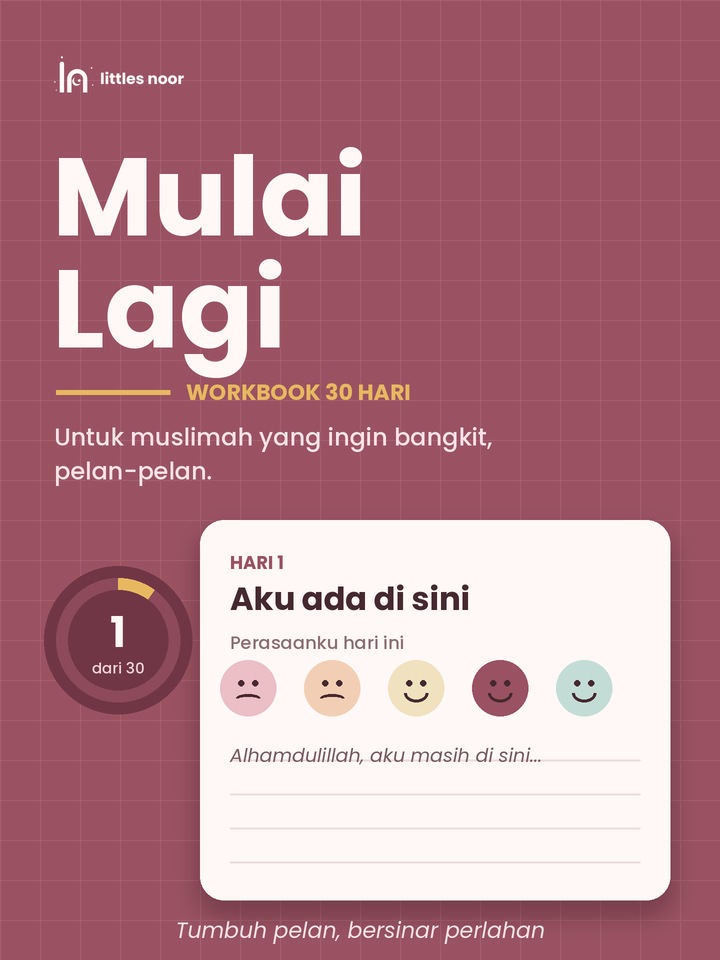 ln littles noor
Mulai
Lagi
WORKBOOK 30 HARI
Untuk muslimah yang ingin bangkit,
pelan-pelan.
HARI 1
Aku ada di sini
Perasaanku hari ini
1
dari 30
Alhamdulillah, aku masih di sini...
Tumbuh pelan, bersinar perlahan